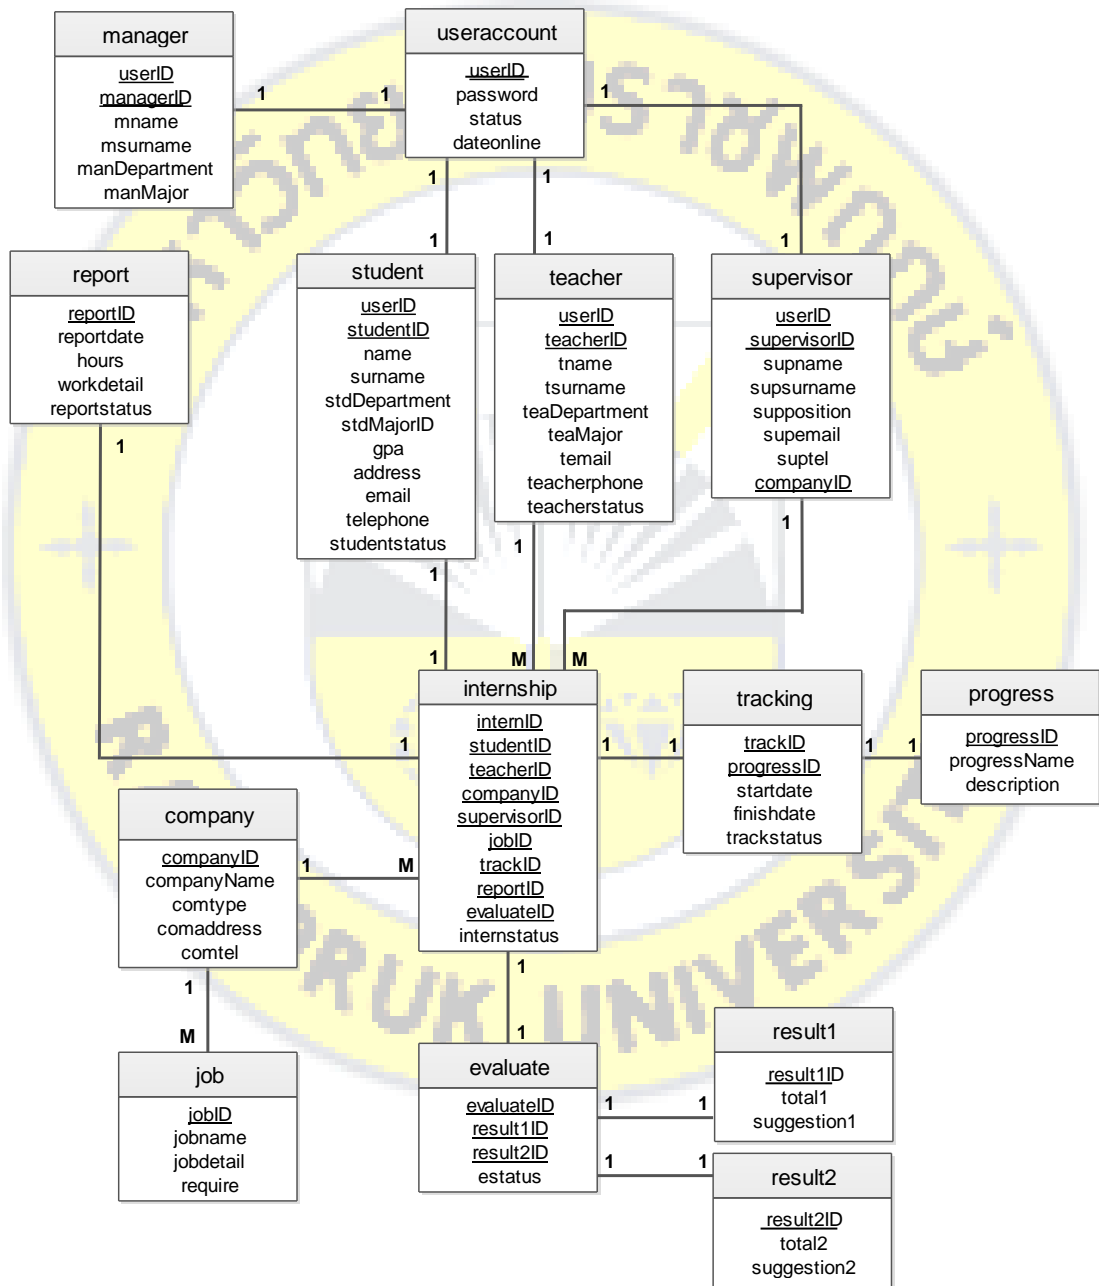 manager
userID
managerID
mname
msurname
manDepartment
manMajor
1
1
useraccount
userID
password
status
dateonline
1
1
1
1
1
1
report
reportID
reportdate
hours
workdetail
reportstatus
1
student
userID
studentID
name
surname
stdDepartment
stdMajorID
gpa
address
email
telephone
studentstatus
1
1
teacher
userID
teacherID
tname
tsurname
teaDepartment
teaMajor
temail
teacherphone
teacherstatus
1
M
supervisor
userID
supervisorID
supname
supsurname
supposition
supemail
suptel
companyID
1
M
internship
internID
studentID
teacherID
companyID
supervisorID
jobID
trackID
reportID
evaluateID
internstatus
1
1
1
tracking
trackID
progressID
startdate
finishdate
trackstatus
1
1
progress
progressID
progressName
description
company
companyID
companyName
comtype
comaddress
comtel
1
M
1
M
job
jobID
jobname
jobdetail
require
1
1
evaluate
evaluateID
result1ID
result2ID
estatus
1
1
1
1
result1
result1ID
total1
suggestion1
result2
result2ID
total2
suggestion2
UNIVERSITY